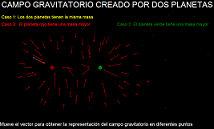 CAMPO GRAVITATORIO CREADO POR DOS PLANETAS
Caso 1: Los dos planetas tienen la misma masa
Caso 2: El planeta rojo tiene una masa mayor
Caso 3: El planeta verde tiene una masa mayor
Mueve el vector para obtener la representación del campo gravitatorio en diferentes puntos